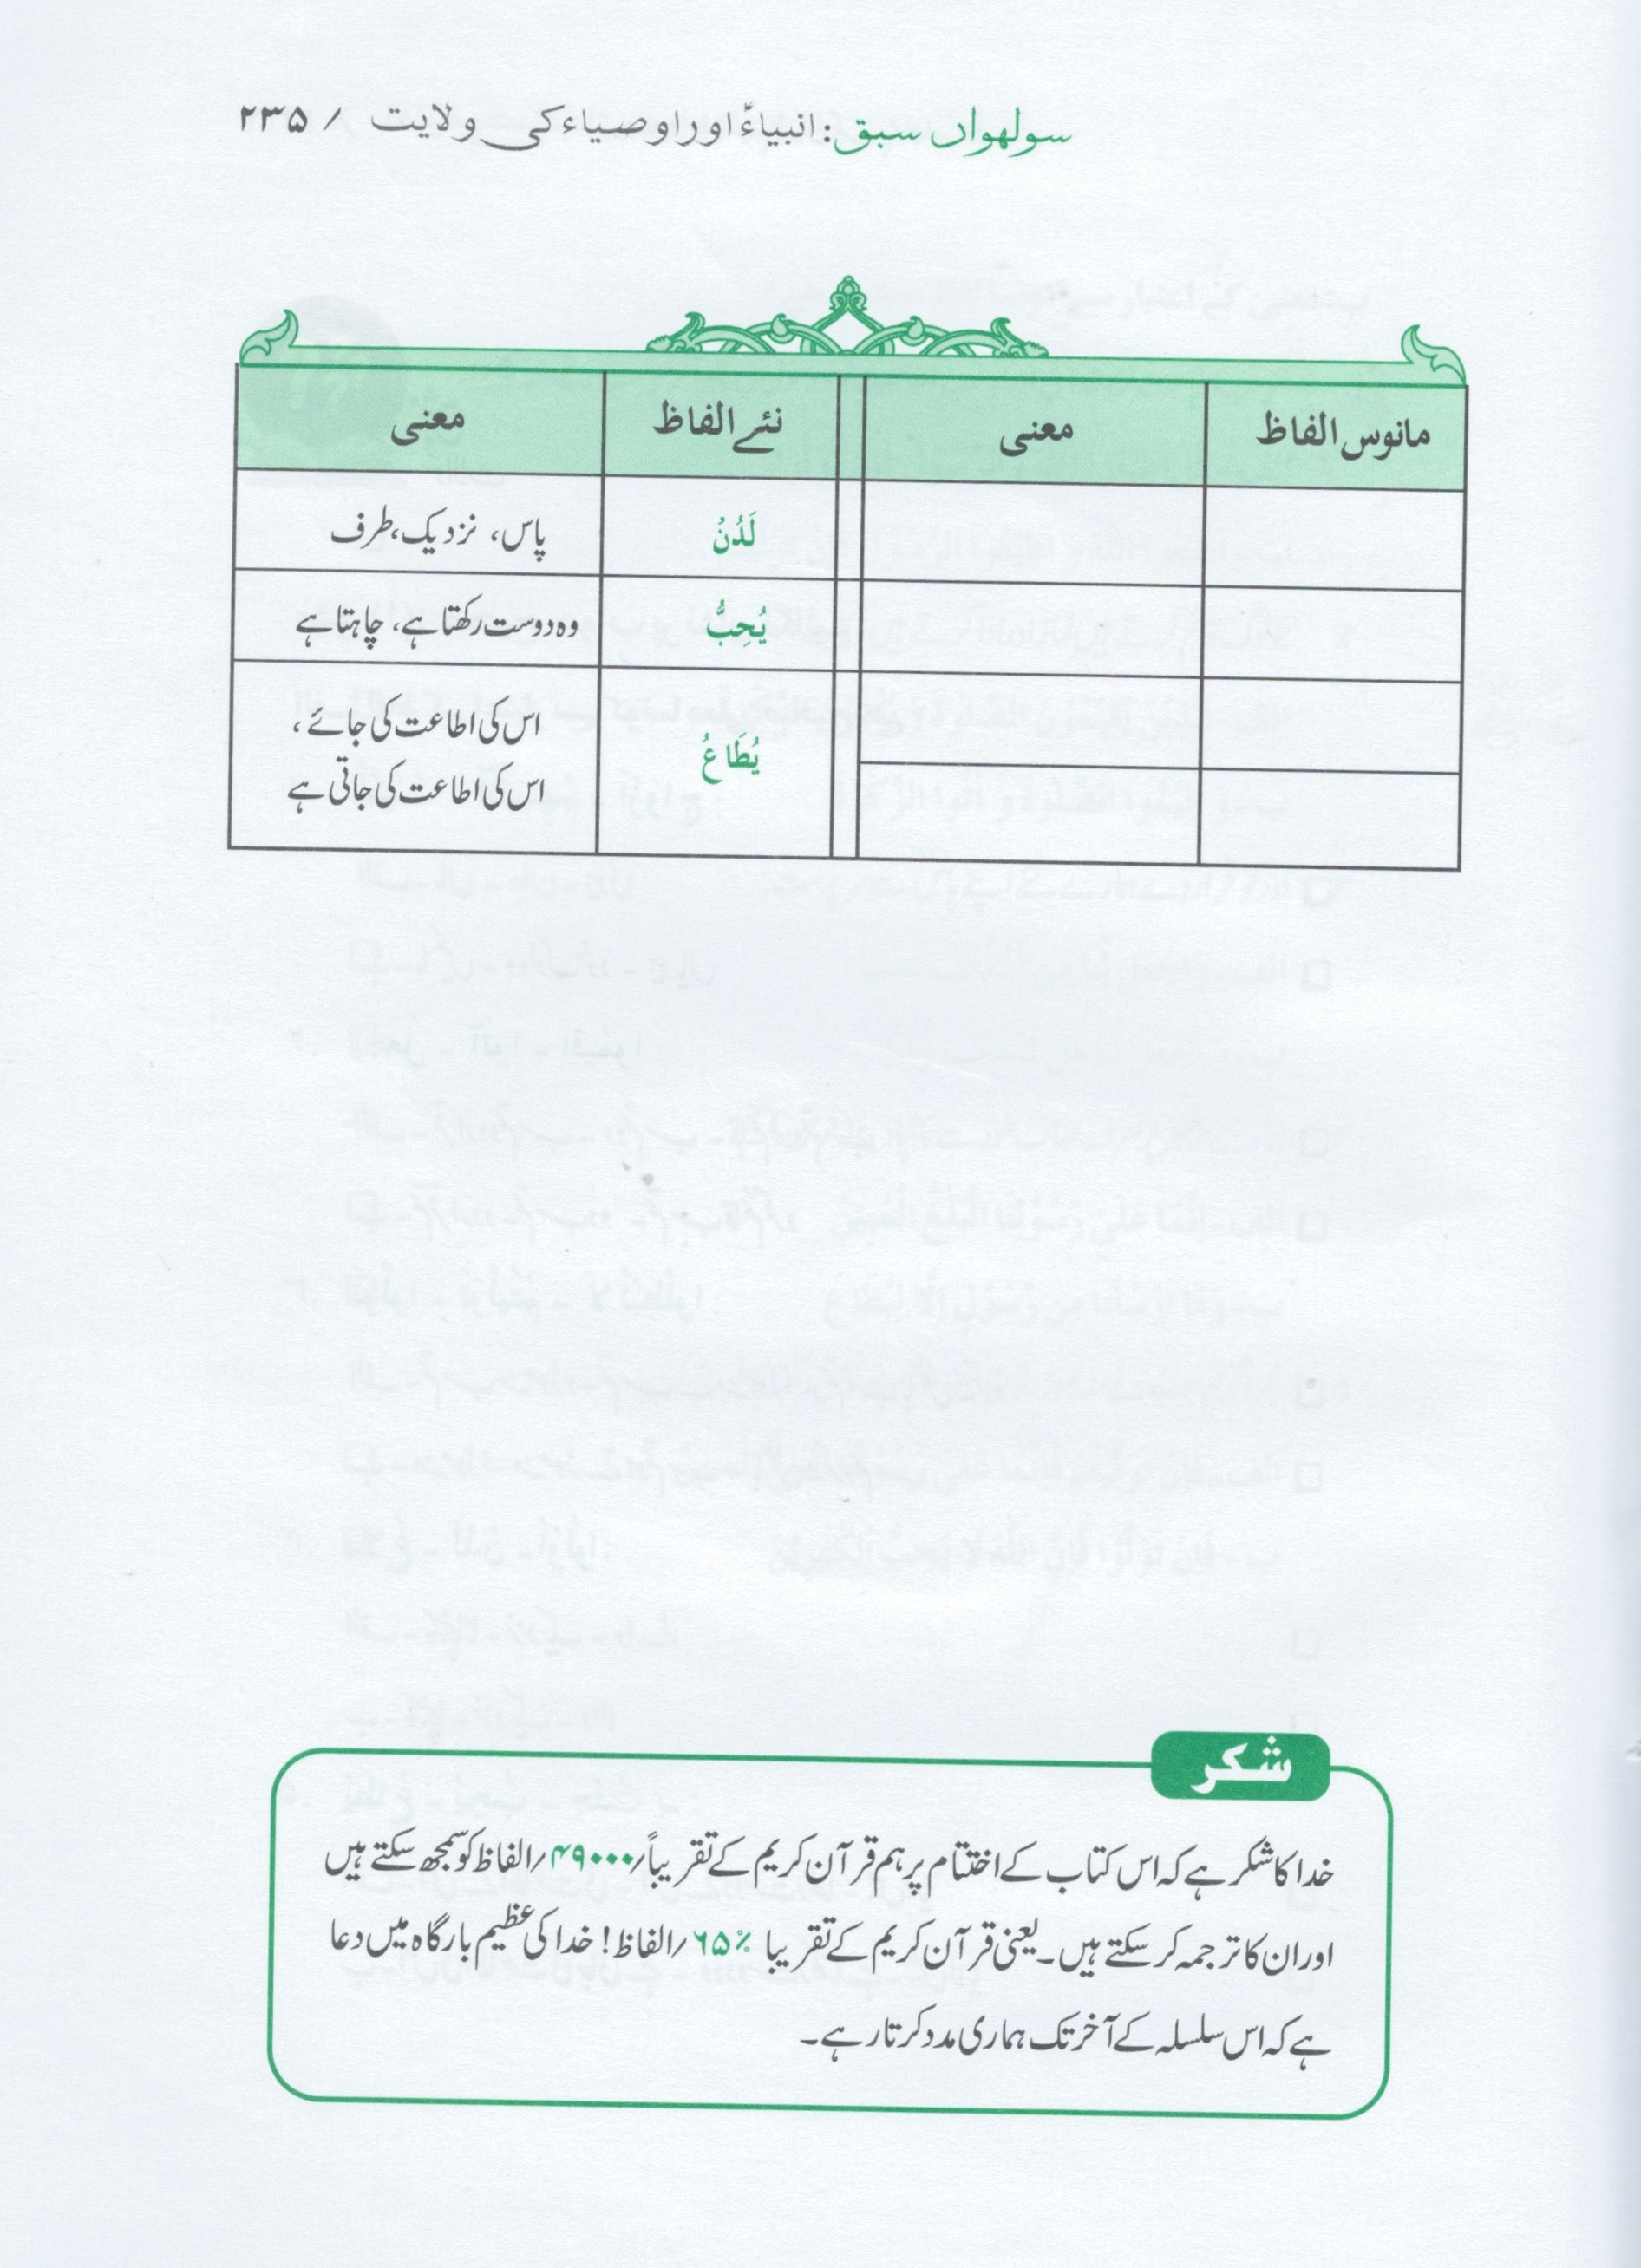 سولھواں سبق: انبیاءؑ اور اوصیاء کی ولایت / ۲۳۵
مانوس الفاظ معنی نئے الفاظ معنی
لَدُنْ پاس، نزدیک، طرف
يُحِبُّ وہ دوست رکھتا ہے، چاہتا ہے
يُطَاعُ اس کی اطاعت کی جائے،
اس کی اطاعت کی جاتی ہے
شکر
خدا کا شکر ہے کہ اس کتاب کے اختتام پر ہم قرآن کریم کے تقریباً /۴۹۰۰۰/ الفاظ کو سمجھ سکتے ہیں
اور ان کا ترجمہ کر سکتے ہیں۔ یعنی قرآن کریم کے تقریبا ۶۵٪ / الفاظ! خدا کی عظیم بارگاہ میں دعا
ہے کہ اس سلسلہ کے آخر تک ہماری مدد کرتا رہے۔